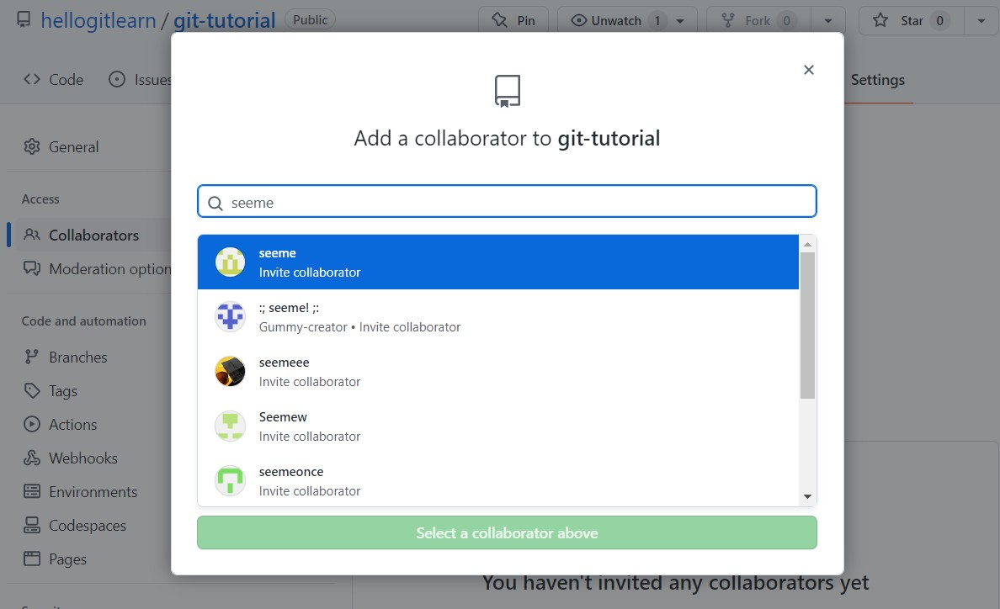 hellogitlearn / git-tutorial Public Pin Unwatch 1 Fork 0 Star 0
Code Issues Settings
General
Access
Collaborators
Moderation option
Code and automation
Branches
Tags
Actions
Webhooks
Environments
Codespaces
Pages
Add a collaborator to git-tutorial
seeme
seeme
Invite collaborator
:; seeme! ;:
Gummy-creator • Invite collaborator
seemeee
Invite collaborator
Seemew
Invite collaborator
seemeonce
Invite collaborator
Select a collaborator above
You haven't invited any collaborators yet